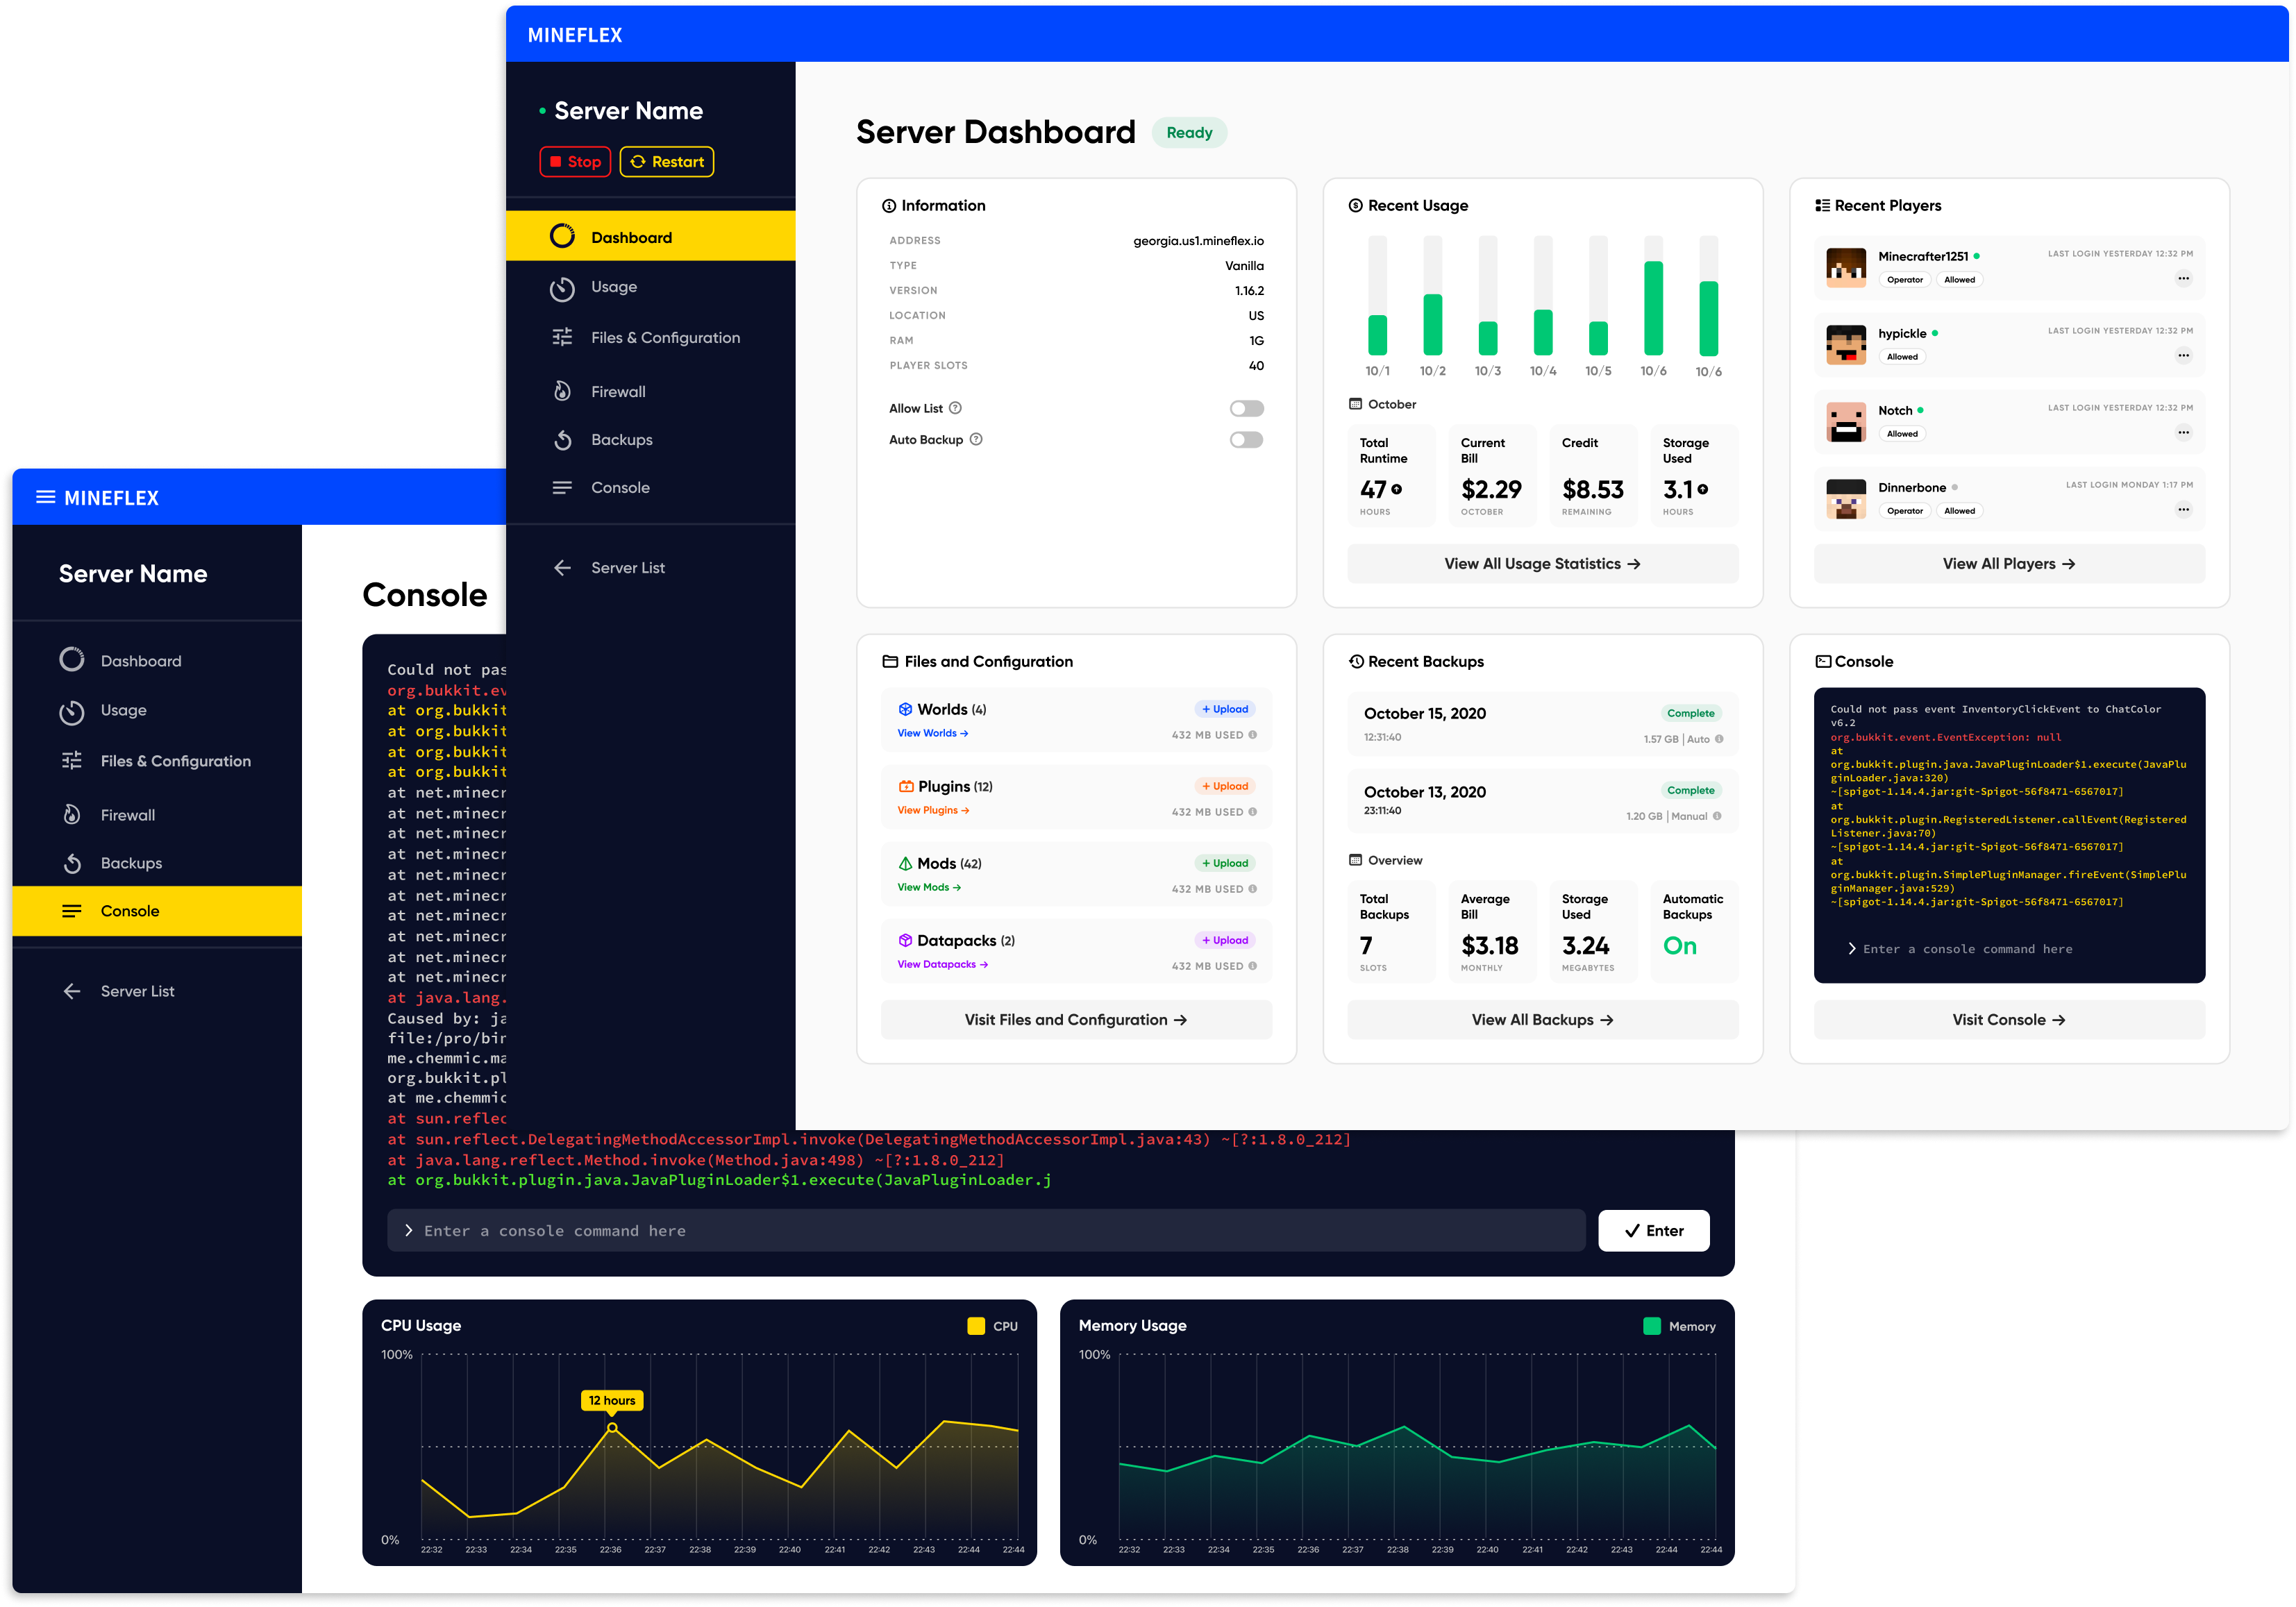 MINEFLEX
Server Name
Stop
Restart
Dashboard
Usage
Files & Configuration
Firewall
Backups
Console
Server List
Server Dashboard
Ready
Information
ADDRESS georgia.us1.mineflex.io
TYPE Vanilla
VERSION 1.16.2
LOCATION US
RAM 1G
PLAYER SLOTS 40
Allow List
Auto Backup
Recent Usage
10/1 10/2 10/3 10/4 10/5 10/6 10/6
October
Total
Runtime
47
HOURS
Current
Bill
$2.29
OCTOBER
Credit
$8.53
REMAINING
Storage
Used
3.1
HOURS
View All Usage Statistics →
Recent Players
Minecrafter1251
LAST LOGIN YESTERDAY 12:32 PM
Operator
Allowed
hypickle
LAST LOGIN YESTERDAY 12:32 PM
Allowed
Notch
LAST LOGIN YESTERDAY 12:32 PM
Allowed
Dinnerbone
LAST LOGIN MONDAY 1:17 PM
Operator
Allowed
View All Players →
Files and Configuration
Worlds (4)
+ Upload
View Worlds →
432 MB USED
Plugins (12)
+ Upload
View Plugins →
432 MB USED
Mods (42)
+ Upload
View Mods →
432 MB USED
Datapacks (2)
+ Upload
View Datapacks →
432 MB USED
Visit Files and Configuration →
Recent Backups
October 15, 2020
Complete
12:31:40
1.57 GB | Auto
October 13, 2020
Complete
23:11:40
1.20 GB | Manual
Overview
Total
Backups
7
SLOTS
Average
Bill
$3.18
MONTHLY
Storage
Used
3.24
MEGABYTES
Automatic
Backups
On
View All Backups →
Console
Could not pass event InventoryClickEvent to ChatColor
v6.2
org.bukkit.event.EventException: null
at
org.bukkit.plugin.java.JavaPluginLoader$1.execute(JavaPlu
ginLoader.java:320)
~[spigot-1.14.4.jar:git-Spigot-56f8471-6567017]
at
org.bukkit.plugin.RegisteredListener.callEvent(Registered
Listener.java:70)
~[spigot-1.14.4.jar:git-Spigot-56f8471-6567017]
at
org.bukkit.plugin.SimplePluginManager.fireEvent(SimplePlu
ginManager.java:529)
~[spigot-1.14.4.jar:git-Spigot-56f8471-6567017]
Enter a console command here
Visit Console →
MINEFLEX
Server Name
Dashboard
Usage
Files & Configuration
Firewall
Backups
Console
Server List
Console
Could not pas
org.bukkit.ev
at org.bukkit
at org.bukkit
at org.bukkit
at org.bukkit
at net.minecr
at net.minecr
at net.minecr
at net.minecr
at net.minecr
at net.minecr
at net.minecr
at net.minecr
at net.minecr
at net.minecr
at java.lang.
Caused by: ja
file:/pro/bin
me.chemmic.ma
org.bukkit.pl
at me.chemmic
at sun.reflec
at sun.reflect.DelegatingMethodAccessorImpl.invoke(DelegatingMethodAccessorImpl.java:43) ~[?:1.8.0_212]
at java.lang.reflect.Method.invoke(Method.java:498) ~[?:1.8.0_212]
at org.bukkit.plugin.java.JavaPluginLoader$1.execute(JavaPluginLoader.j
Enter a console command here
Enter
CPU Usage
CPU
100%
12 hours
0%
22:32 22:33 22:34 22:35 22:36 22:37 22:38 22:39 22:40 22:41 22:42 22:43 22:44 22:44
Memory Usage
Memory
100%
0%
22:32 22:33 22:34 22:35 22:36 22:37 22:38 22:39 22:40 22:41 22:42 22:43 22:44 22:44